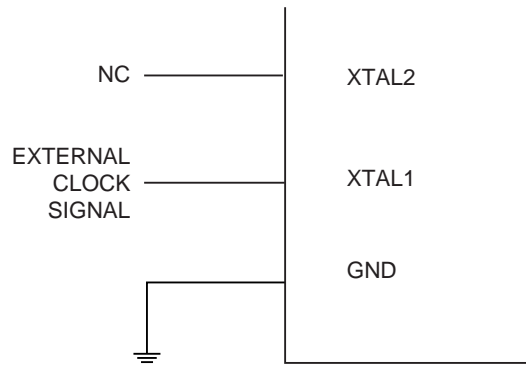 NC
XTAL2
EXTERNAL
CLOCK
SIGNAL
XTAL1
GND